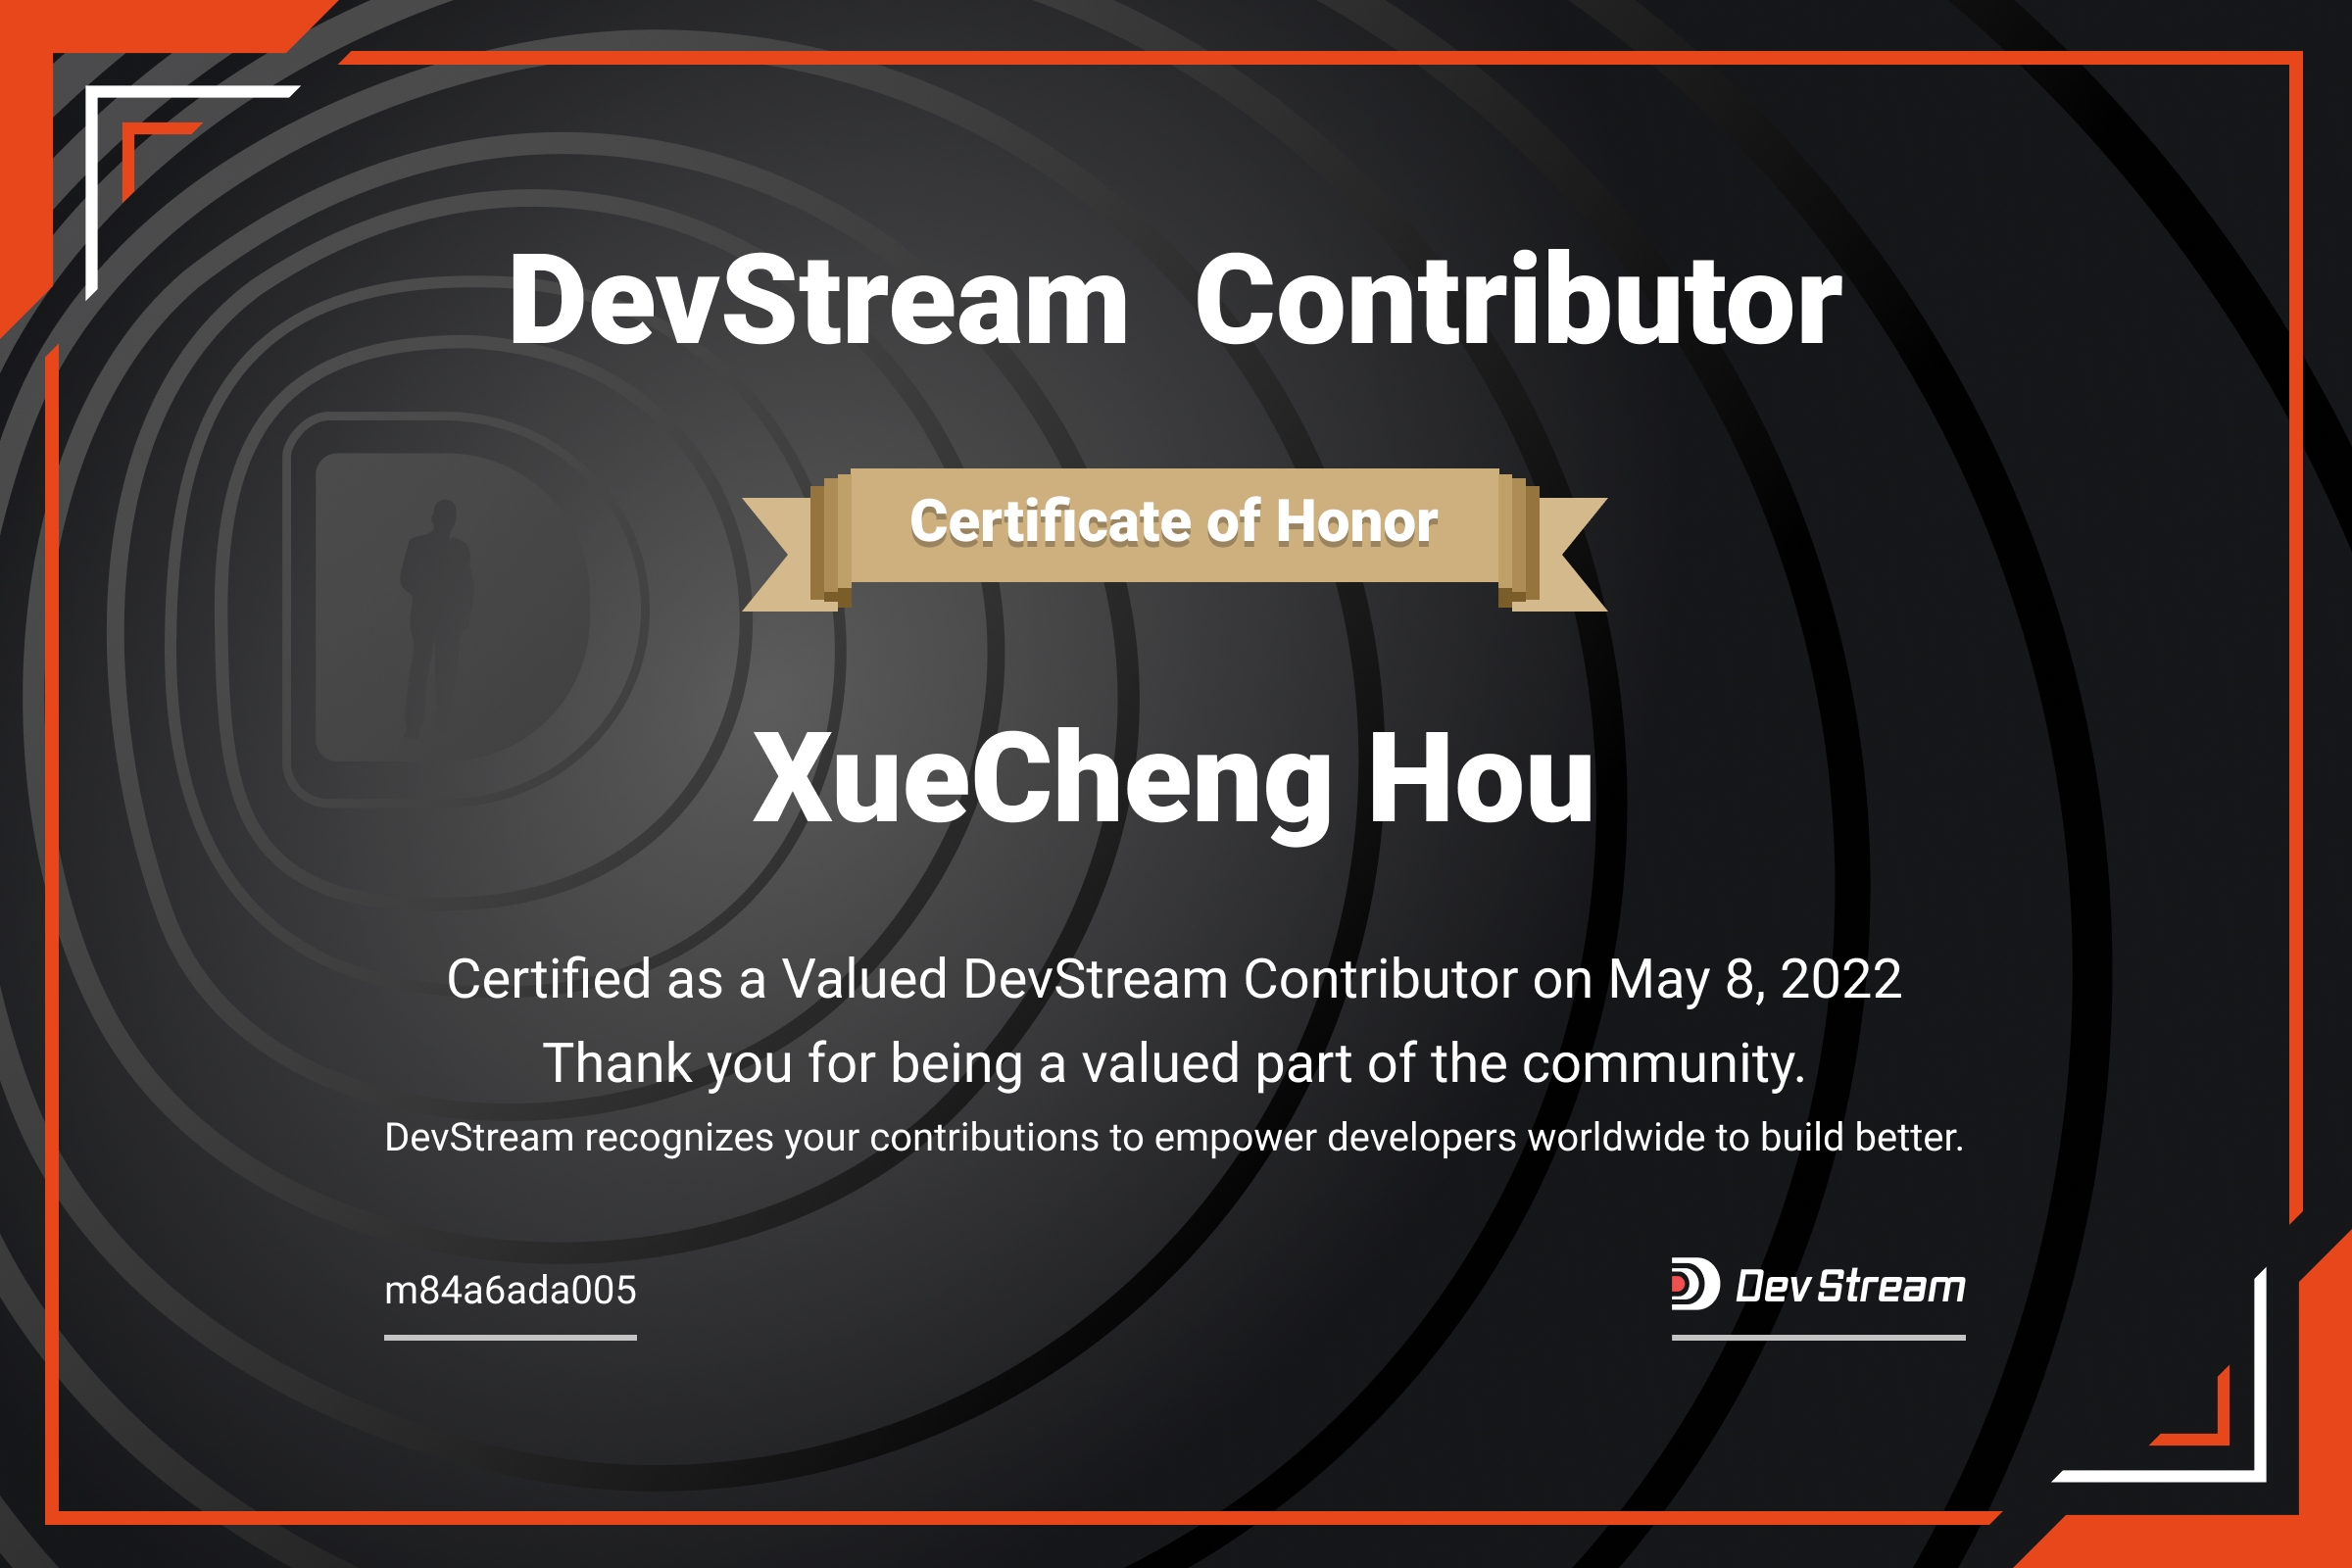 DevStream Contributor
Certificate of Honor
XueCheng Hou
Certified as a Valued DevStream Contributor on May 8, 2022
Thank you for being a valued part of the community.
DevStream recognizes your contributions to empower developers worldwide to build better.
m84a6ada005
DevStream